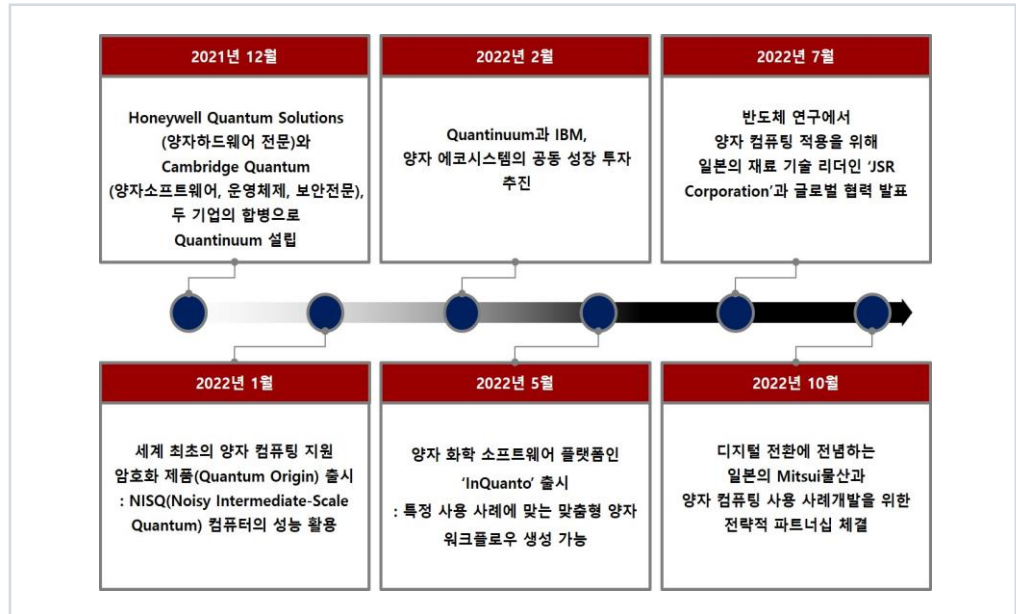 2021년 12월
Honeywell Quantum Solutions
(양자하드웨어 전문)와
Cambridge Quantum
(양자소프트웨어, 운영체제, 보안전문),
두 기업의 합병으로
Quantinuum 설립
2022년 2월
Quantinuum과 IBM,
양자 에코시스템의 공동 성장 투자
추진
2022년 7월
반도체 연구에서
양자 컴퓨팅 적용을 위해
일본의 재료 기술 리더인 ‘JSR
Corporation’과 글로벌 협력 발표
2022년 1월
세계 최초의 양자 컴퓨팅 지원
암호화 제품(Quantum Origin) 출시
: NISQ(Noisy Intermediate-Scale
Quantum) 컴퓨터의 성능 활용
2022년 5월
양자 화학 소프트웨어 플랫폼인
‘InQuanto’ 출시
: 특정 사용 사례에 맞는 맞춤형 양자
워크플로우 생성 가능
2022년 10월
디지털 전환에 전념하는
일본의 Mitsui물산과
양자 컴퓨팅 사용 사례개발을 위한
전략적 파트너십 체결